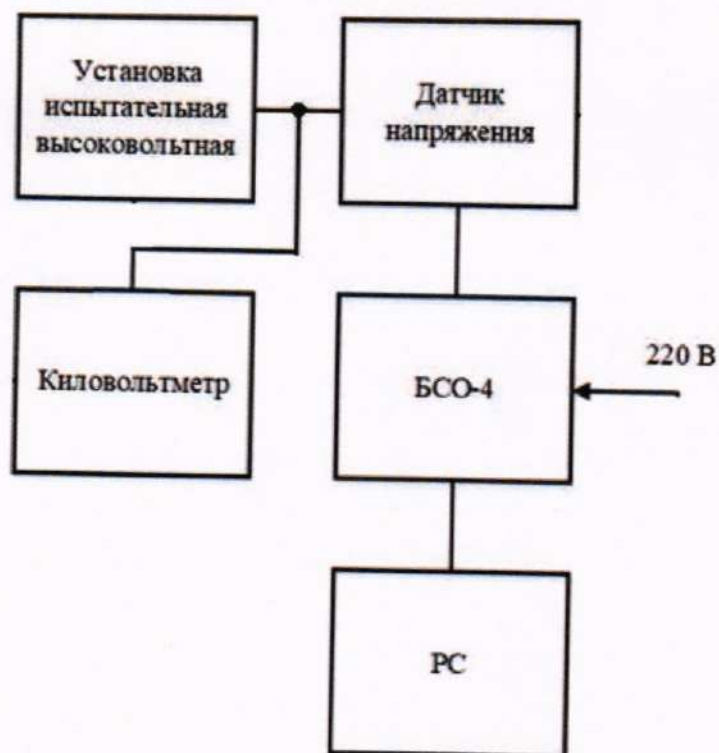 Установка
испытательная
высоковольтная
Датчик
напряжения
Киловольтметр
БСО-4
220 В
PC